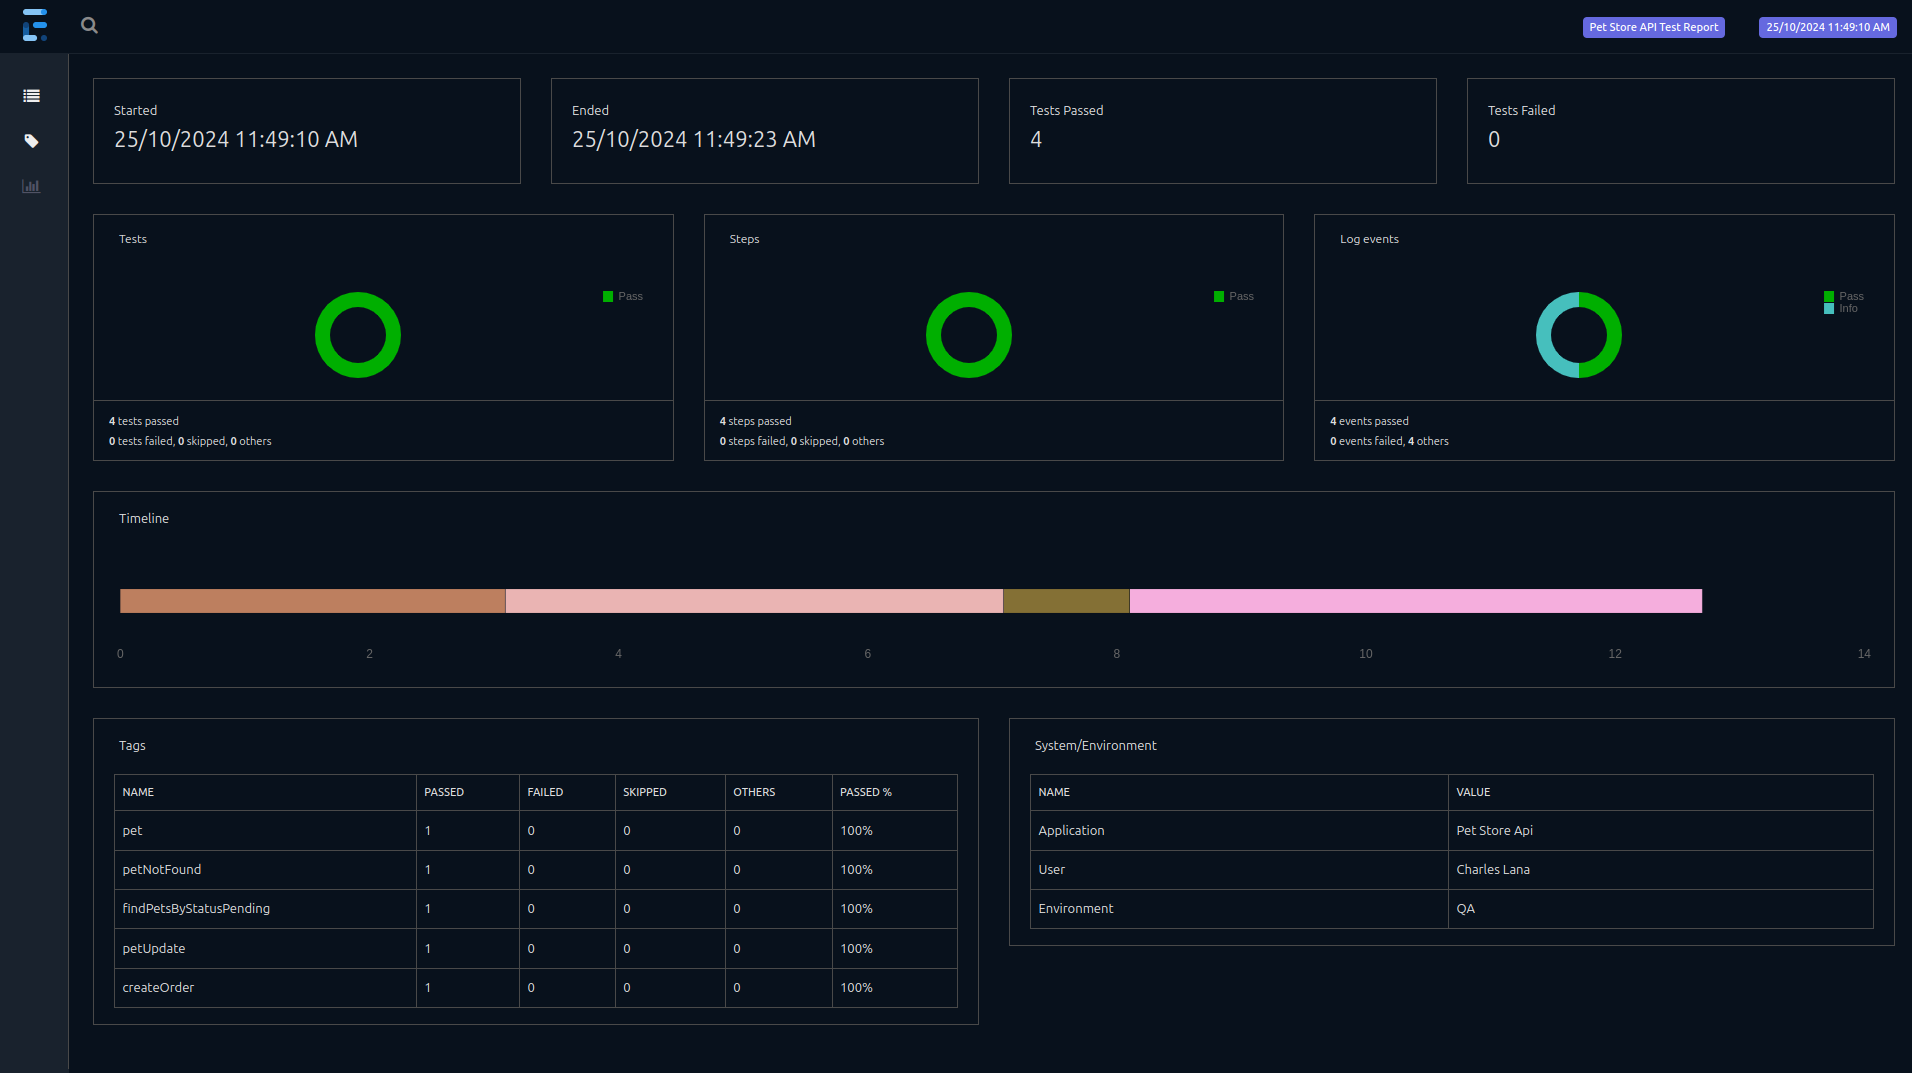 Pet Store API Test Report 25/10/2024 11:49:10 AM
Started
25/10/2024 11:49:10 AM
Ended
25/10/2024 11:49:23 AM
Tests Passed
4
Tests Failed
0
Tests
Pass
4 tests passed
0 tests failed, 0 skipped, 0 others
Steps
Pass
4 steps passed
0 steps failed, 0 skipped, 0 others
Log events
Pass
Info
4 events passed
0 events failed, 4 others
Timeline
0 2 4 6 8 10 12 14
Tags
NAME PASSED FAILED SKIPPED OTHERS PASSED %
pet 1 0 0 0 100%
petNotFound 1 0 0 0 100%
findPetsByStatusPending 1 0 0 0 100%
petUpdate 1 0 0 0 100%
createOrder 1 0 0 0 100%
System/Environment
NAME VALUE
Application Pet Store Api
User Charles Lana
Environment QA